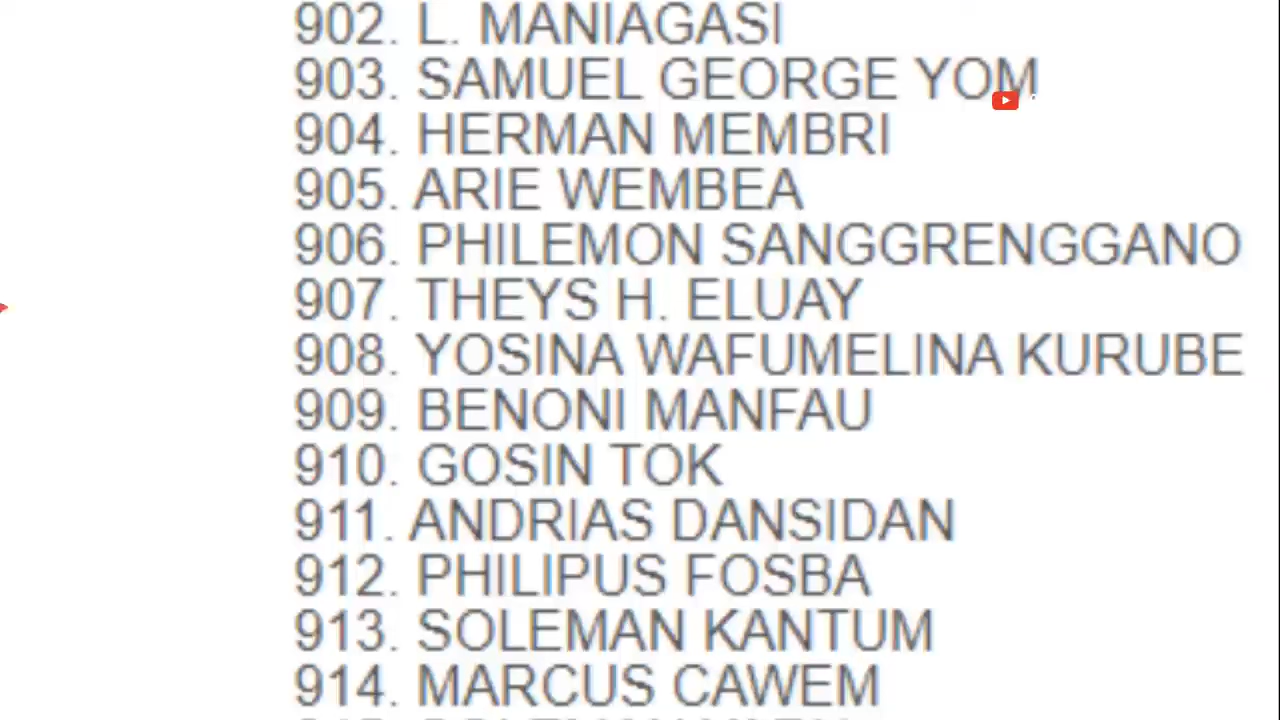 902. L. MANIAGASI
903. SAMUEL GEORGE YOM
904. HERMAN MEMBRI
905. ARIE WEMBEA
906. PHILEMON SANGGRENGGANO
907. THEYS H. ELUAY
908. YOSINA WAFUMELINA KURUBE
909. BENONI MANFAU
910. GOSIN TOK
911. ANDRIAS DANSIDAN
912. PHILIPUS FOSBA
913. SOLEMAN KANTUM
914. MARCUS CAWEM